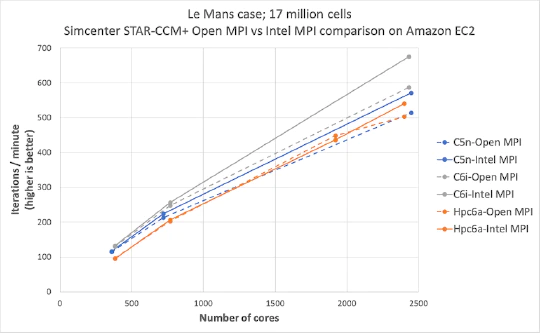 Le Mans case; 17 million cells
Simcenter STAR-CCM+ Open MPI vs Intel MPI comparison on Amazon EC2
Iterations / minute
(higher is better)
700
600
500
400
300
200
100
0
0 500 1000 1500 2000 2500
Number of cores
C5n-Open MPI
C5n-Intel MPI
C6i-Open MPI
C6i-Intel MPI
Hpc6a-Open MPI
Hpc6a-Intel MPI